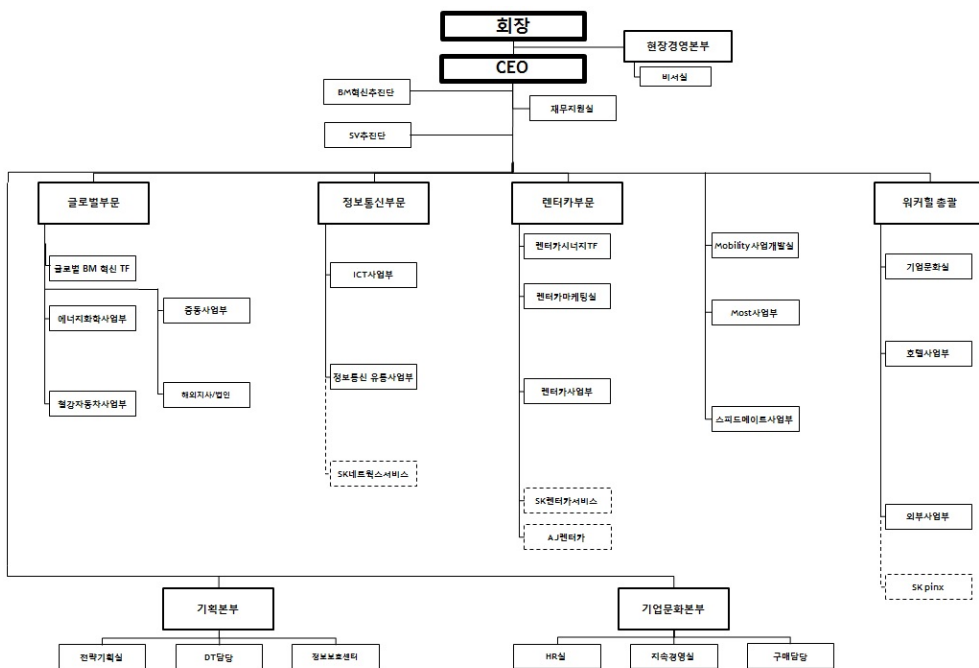 회장
현장경영본부
CEO
비서실
BM혁신추진단
재무지원실
SV추진단
글로벌부문
정보통신부문
렌터카부문
워커힐 총괄
글로벌 BM 혁신 TF
ICT사업부
렌터카시너지TF
Mobility사업개발실
기업문화실
에너지화학사업부
중동사업부
렌터카마케팅실
Most사업부
호텔사업부
철강자동차사업부
해외지사/법인
정보통신 유통사업부
렌터카사업부
스피드메이트사업부
SK네트웍스서비스
SK렌터카서비스
외부사업부
AJ렌터카
SK pinx
기획본부
기업문화본부
전략기획실
DT담당
정보보호센터
HR실
지속경영실
구매담당